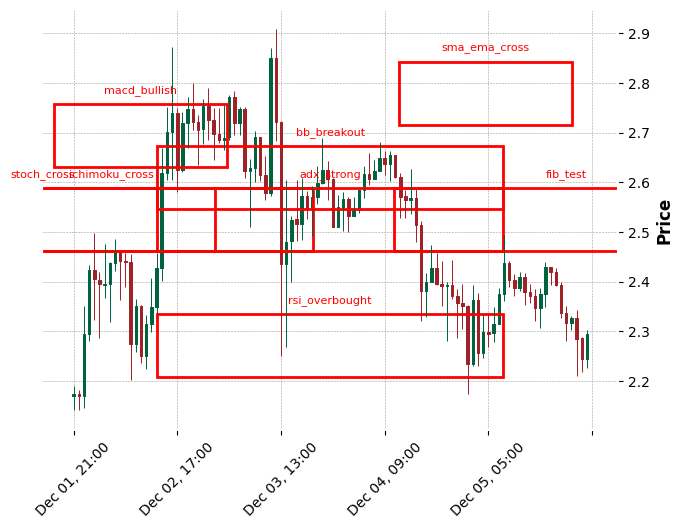 sma_ema_cross
macd_bullish
bb_breakout
stoch_cross
ichimoku_cross
adx_strong
fib_test
rsi_overbought
2.9
2.8
2.7
2.6
2.5
2.4
2.3
2.2
Price
Dec 01, 21:00
Dec 02, 17:00
Dec 03, 13:00
Dec 04, 09:00
Dec 05, 05:00